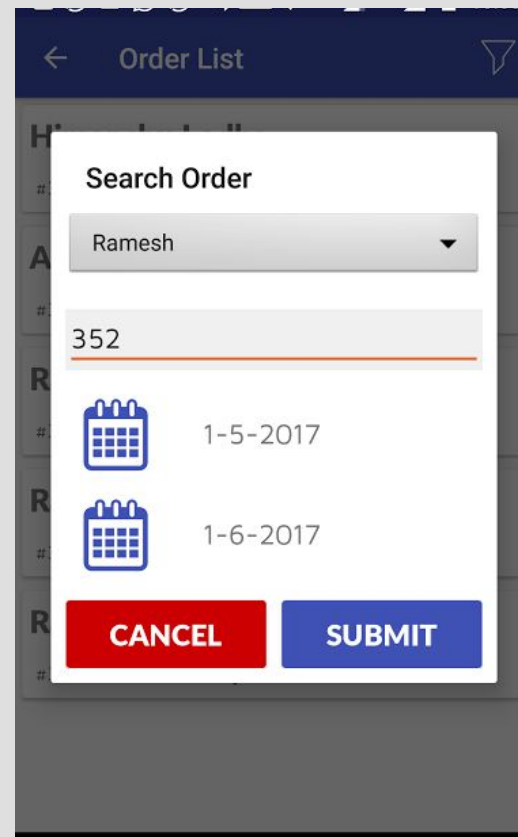 Order List
Search Order
Ramesh
352
1-5-2017
1-6-2017
CANCEL
SUBMIT